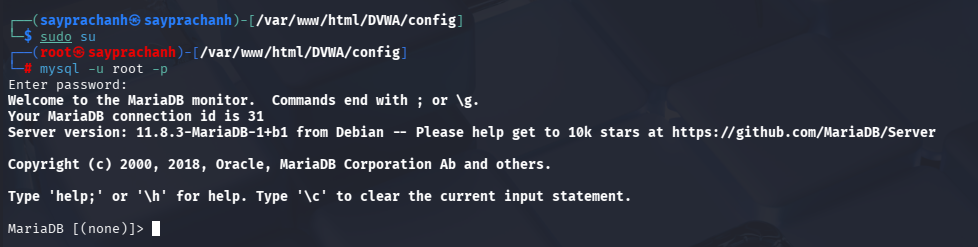 ┌──(sayprachanh㉿sayprachanh)-[/var/www/html/DVWA/config]
└─$ sudo su
┌──(root㉿sayprachanh)-[/var/www/html/DVWA/config]
└─# mysql -u root -p
Enter password:
Welcome to the MariaDB monitor.  Commands end with ; or \g.
Your MariaDB connection id is 31
Server version: 11.8.3-MariaDB-1+b1 from Debian -- Please help get to 10k stars at https://github.com/MariaDB/Server
Copyright (c) 2000, 2018, Oracle, MariaDB Corporation Ab and others.
Type 'help;' or '\h' for help. Type '\c' to clear the current input statement.
MariaDB [(none)]>